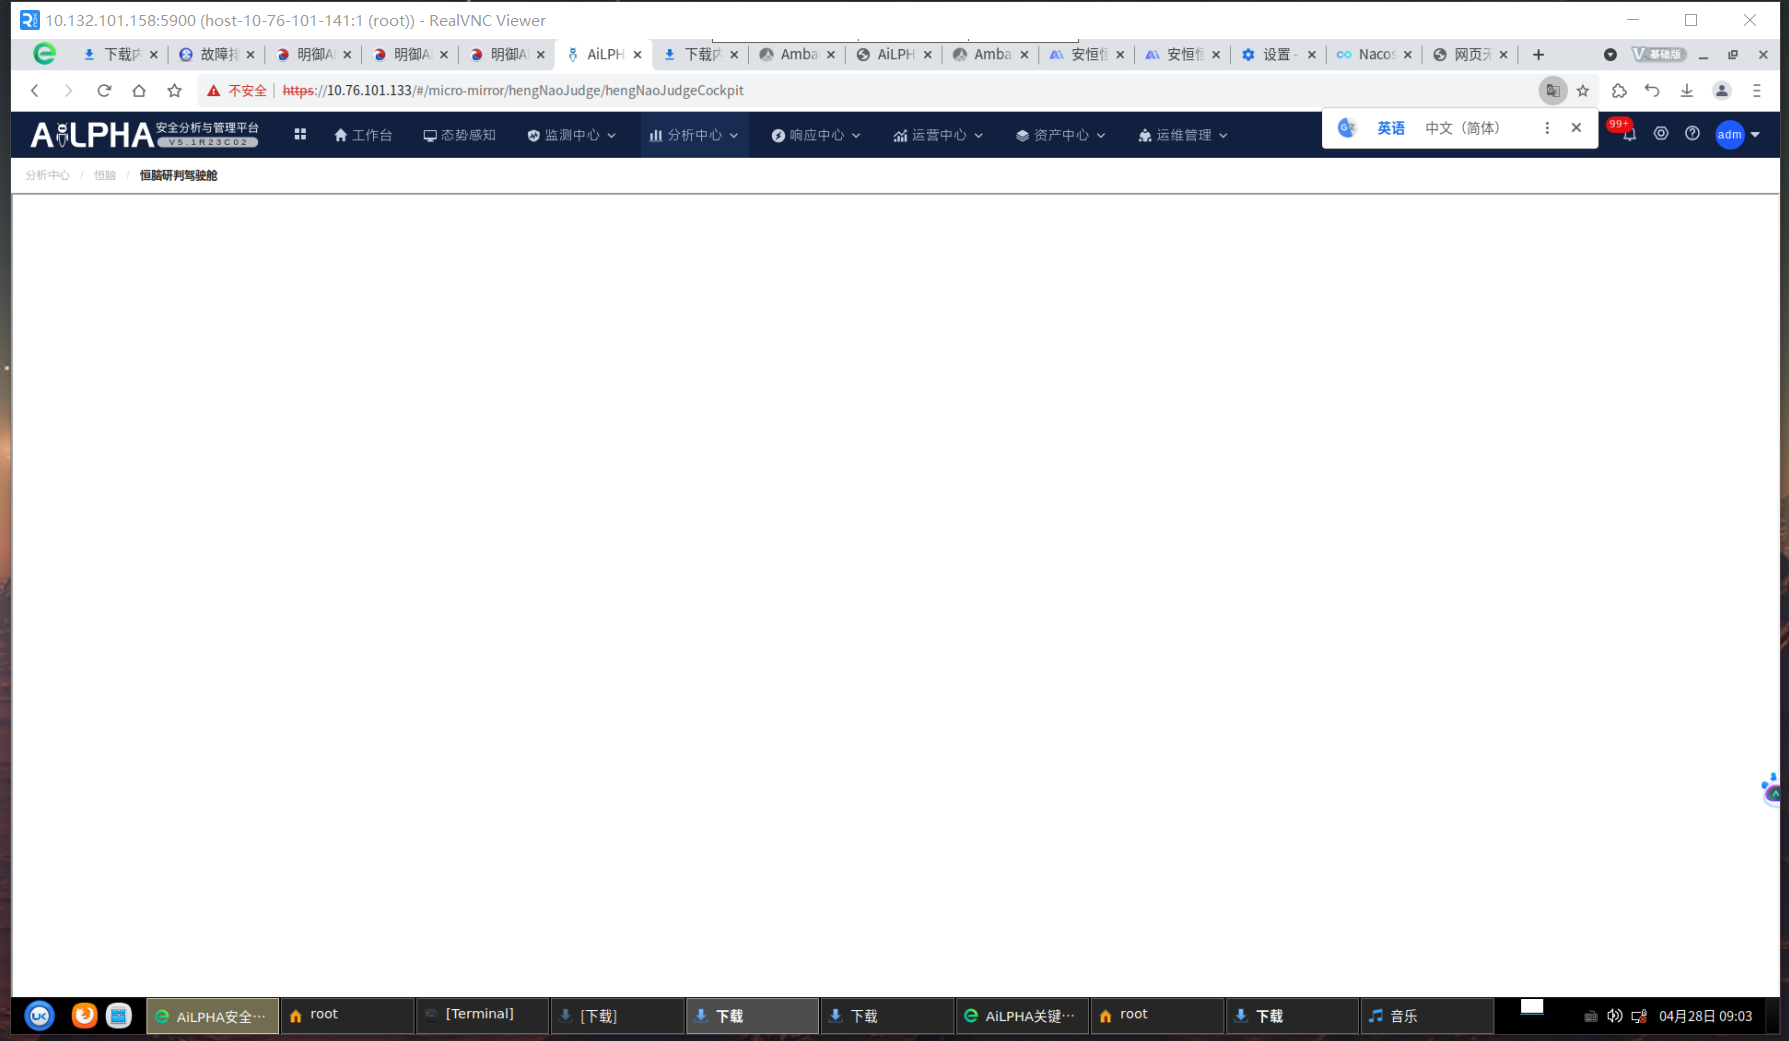 10.132.101.158:5900 (host-10-76-101-141:1 (root)) - RealVNC Viewer
下载内 故障排 明御AI 明御AI 明御AI AiLPH 下载内 Amba AiLPH Amba 安恒恒 安恒恒 设置 - Nacos 网页无 V基础版
不安全 https://10.76.101.133/#/micro-mirror/hengNaoJudge/hengNaoJudgeCockpit
AiLPHA 安全分析与管理平台 V5.1R23C02 工作台 态势感知 监测中心 分析中心 响应中心 运营中心 资产中心 运维管理 英语 中文（简体） 99+ adm
分析中心 / 恒脑 / 恒脑研判驾驶舱
AiLPHA安全… root [Terminal] [下载] 下载 下载 AiLPHA关键… root 下载 音乐 04月28日 09:03